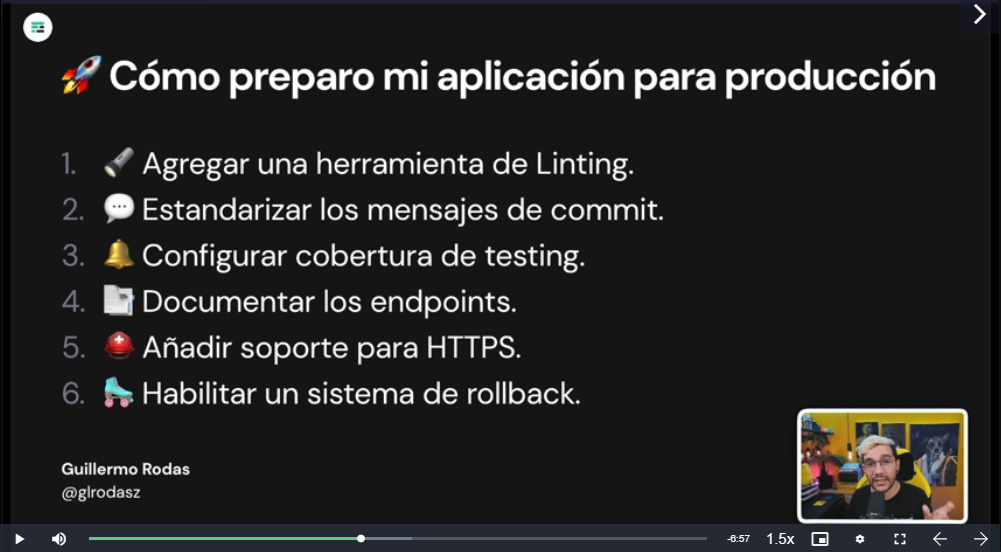 🚀 Cómo preparo mi aplicación para producción
1. 🔦 Agregar una herramienta de Linting.
2. 💬 Estandarizar los mensajes de commit.
3. 🔔 Configurar cobertura de testing.
4. 📑 Documentar los endpoints.
5. ⛑️ Añadir soporte para HTTPS.
6. 🛼 Habilitar un sistema de rollback.
Guillermo Rodas
@glrodasz
-6:57 1.5x